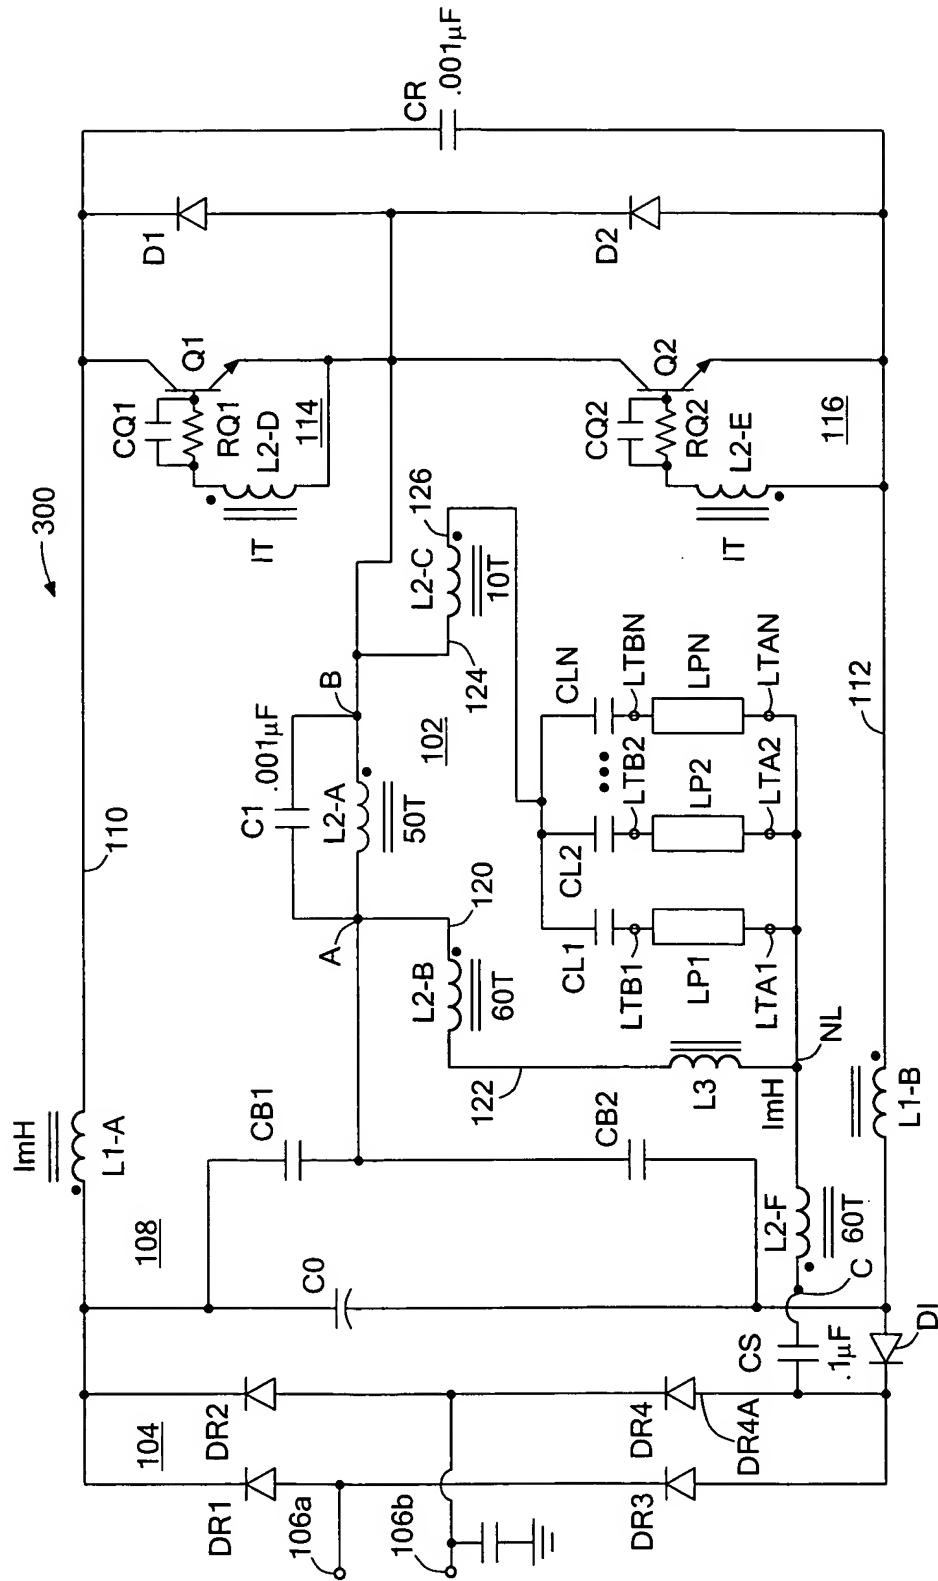 300
ImH
L1-A
110
108
104
CQ1
D1
Q1
DR1
DR2
RQ1
CB1
C1
.001µF
L2-D
IT
106a
C0
114
A
L2-A
B
CR
.001µF
106b
50T
L2-B
L2-C
126
102
60T
120
124
10T
122
CL1
CL2
CLN
CB2
CQ2
D2
LTB1
LTB2
LTBN
DR3
DR4
Q2
LP1
LP2
LPN
RQ2
L3
L2-E
IT
DR4A
CS
.1µF
L2-F
60T
ImH
LTA1
LTA2
LTAN
NL
116
C
112
L1-B
DI